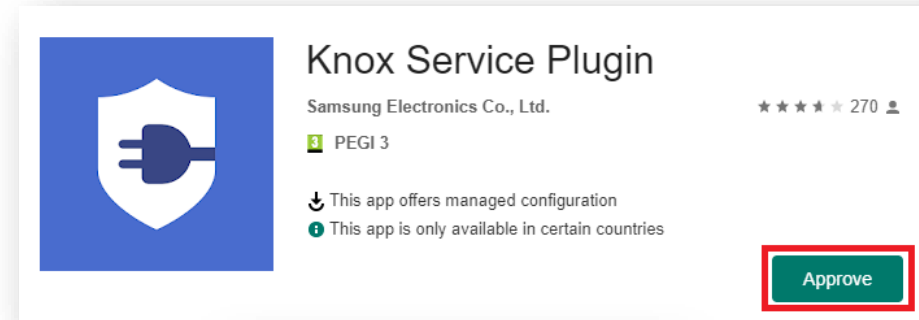 Knox Service Plugin
Samsung Electronics Co., Ltd.
270
3 PEGI 3
This app offers managed configuration
This app is only available in certain countries
Approve